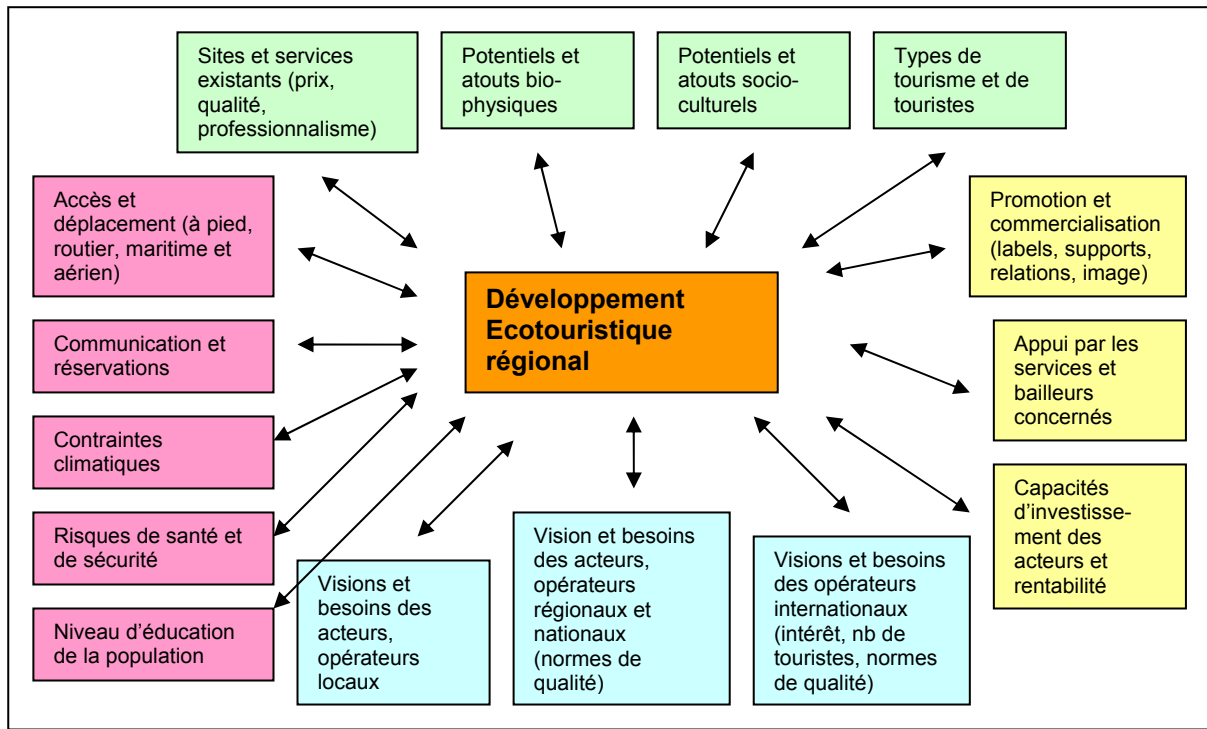 Sites et services
existants (prix,
qualité,
professionnalisme)
Potentiels et
atouts bio-
physiques
Potentiels et
atouts socio-
culturels
Types de
tourisme et de
touristes
Accès et
déplacement (à pied,
routier, maritime et
aérien)
Communication et
réservations
Contraintes
climatiques
Risques de santé et
de sécurité
Niveau d’éducation
de la population
Développement
Ecotouristique
régional
Promotion et
commercialisation
(labels, supports,
relations, image)
Appui par les
services et
bailleurs
concernés
Capacités
d’investisse-
ment des
acteurs et
rentabilité
Visions et
besoins des
acteurs,
opérateurs
locaux
Vision et besoins
des acteurs,
opérateurs
régionaux et
nationaux
(normes de
qualité)
Visions et besoins
des opérateurs
internationaux
(intérêt, nb de
touristes, normes
de qualité)